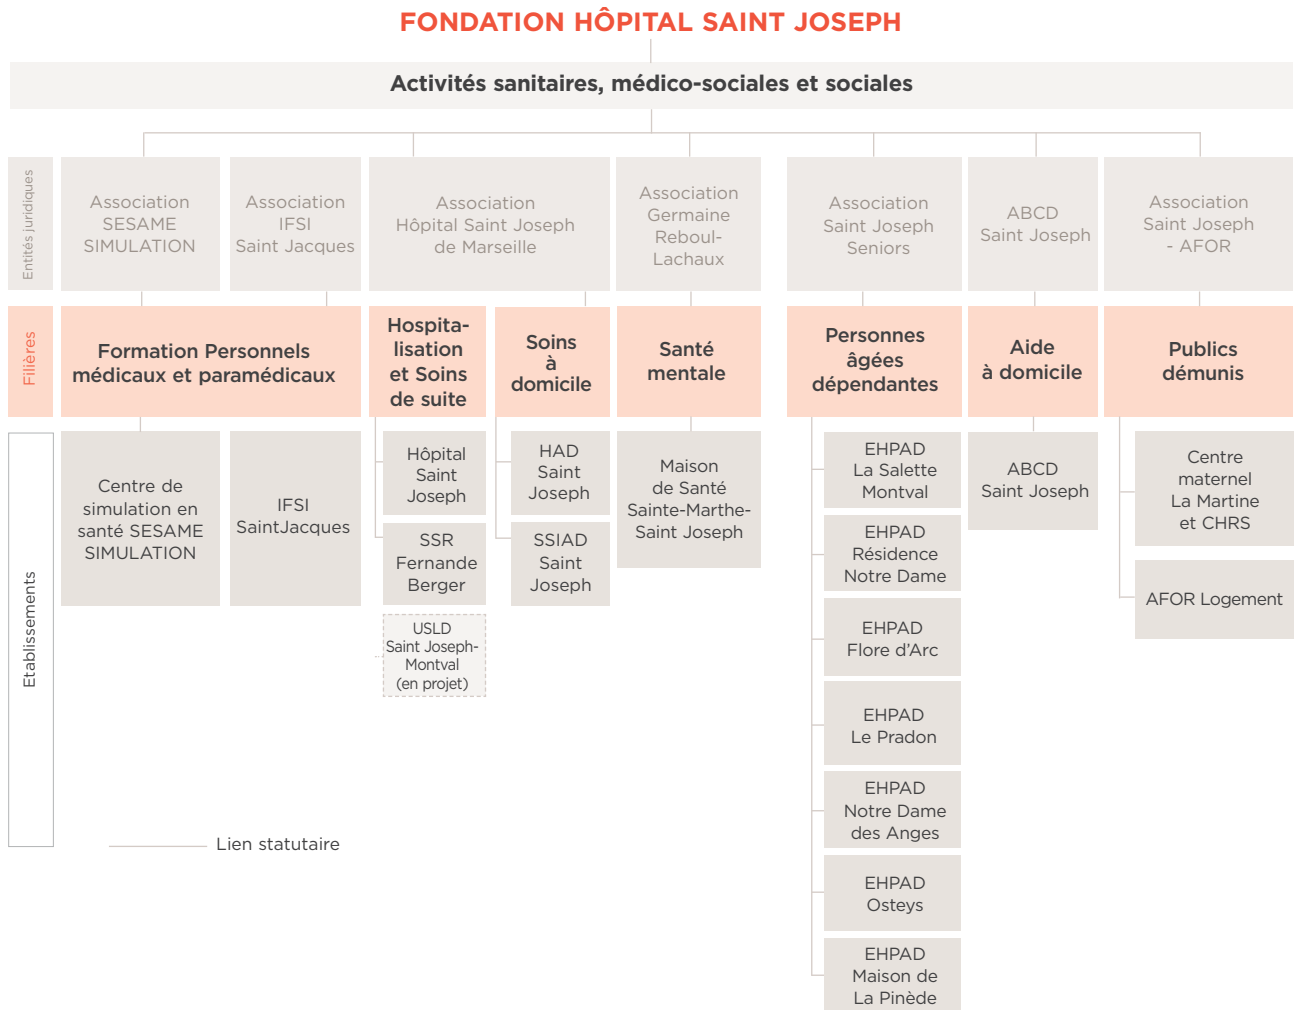 FONDATION HÔPITAL SAINT JOSEPH
Activités sanitaires, médico-sociales et sociales
Entités juridiques
Association
SESAME
SIMULATION
Association
IFSI
Saint Jacques
Association
Hôpital Saint Joseph
de Marseille
Association
Germaine
Reboul-
Lachaux
Association
Saint Joseph
Seniors
ABCD
Saint Joseph
Association
Saint Joseph
- AFOR
Filières
Formation Personnels
médicaux et paramédicaux
Hospita-
lisation
et Soins
de suite
Soins
à
domicile
Santé
mentale
Personnes
âgées
dépendantes
Aide
à domicile
Publics
démunis
Etablissements
Centre de
simulation en
santé SESAME
SIMULATION
IFSI
SaintJacques
Hôpital
Saint
Joseph
SSR
Fernande
Berger
USLD
Saint Joseph-
Montval
(en projet)
HAD
Saint
Joseph
SSIAD
Saint
Joseph
Maison
de Santé
Sainte-Marthe-
Saint Joseph
EHPAD
La Salette
Montval
EHPAD
Résidence
Notre Dame
EHPAD
Flore d’Arc
EHPAD
Le Pradon
EHPAD
Notre Dame
des Anges
EHPAD
Osteys
EHPAD
Maison de
La Pinède
ABCD
Saint Joseph
Centre
maternel
La Martine
et CHRS
AFOR Logement
Lien statutaire